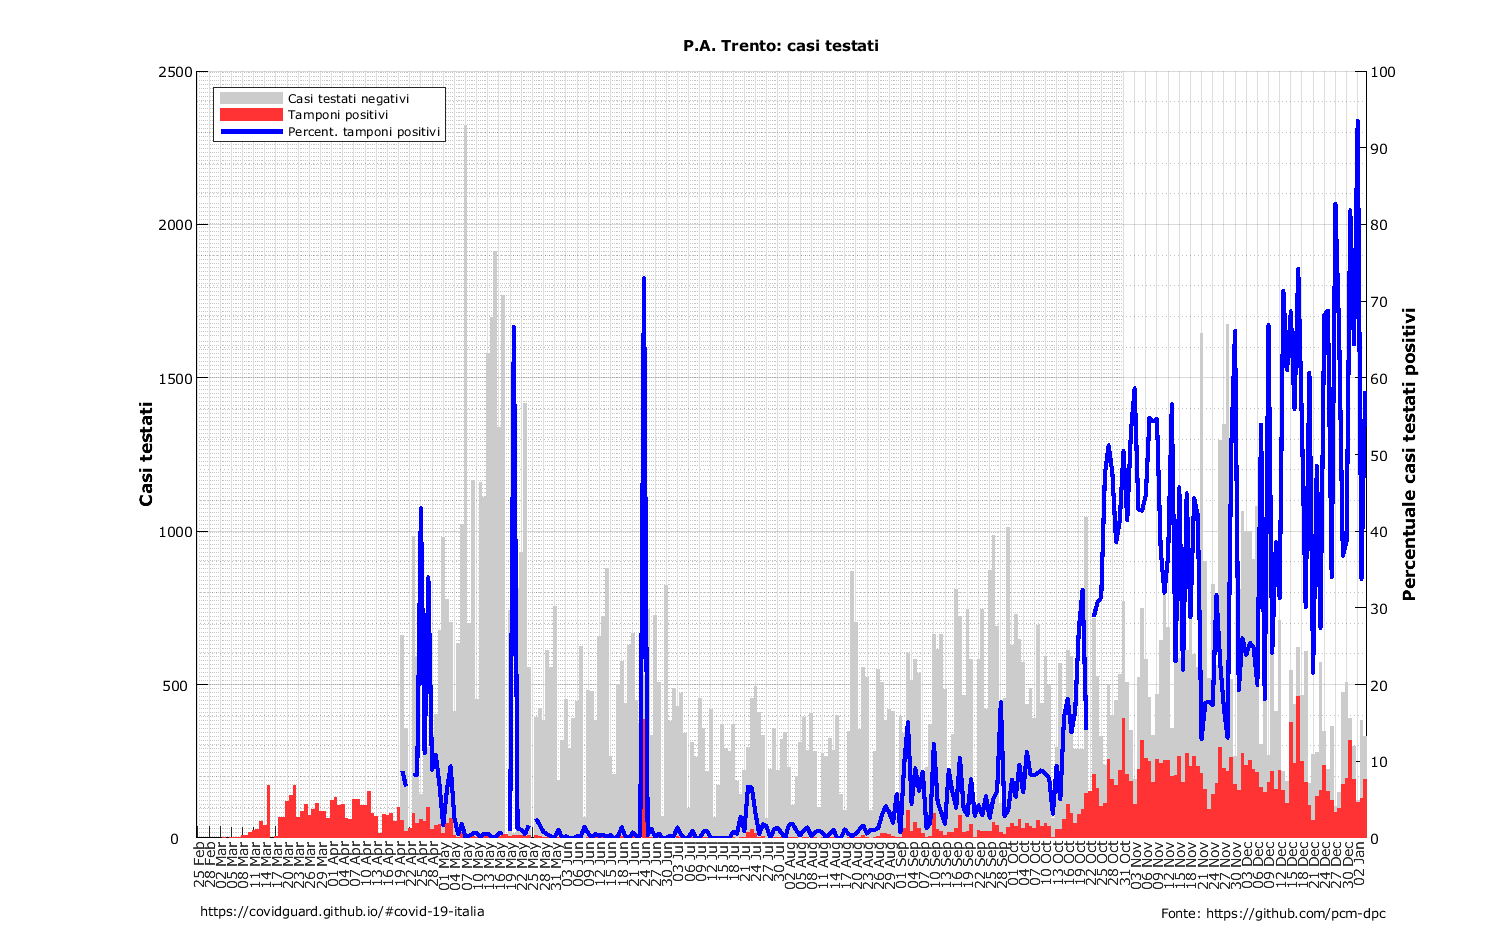 P.A. Trento: casi testati
Casi testati negativi
Tamponi positivi
Percent. tamponi positivi
2500
2000
1500
1000
500
0
Casi testati
100
90
80
70
60
50
40
30
20
10
0
Percentuale casi testati positivi
25 Feb
28 Feb
02 Mar
05 Mar
08 Mar
11 Mar
14 Mar
17 Mar
20 Mar
23 Mar
26 Mar
29 Mar
01 Apr
04 Apr
07 Apr
10 Apr
13 Apr
16 Apr
19 Apr
22 Apr
25 Apr
28 Apr
01 May
04 May
07 May
10 May
13 May
16 May
19 May
22 May
25 May
28 May
31 May
03 Jun
06 Jun
09 Jun
12 Jun
15 Jun
18 Jun
21 Jun
24 Jun
27 Jun
30 Jun
03 Jul
06 Jul
09 Jul
12 Jul
15 Jul
18 Jul
21 Jul
24 Jul
27 Jul
30 Jul
02 Aug
05 Aug
08 Aug
11 Aug
14 Aug
17 Aug
20 Aug
23 Aug
26 Aug
29 Aug
01 Sep
04 Sep
07 Sep
10 Sep
13 Sep
16 Sep
19 Sep
22 Sep
25 Sep
28 Sep
01 Oct
04 Oct
07 Oct
10 Oct
13 Oct
16 Oct
19 Oct
22 Oct
25 Oct
28 Oct
31 Oct
03 Nov
06 Nov
09 Nov
12 Nov
15 Nov
18 Nov
21 Nov
24 Nov
27 Nov
30 Nov
03 Dec
06 Dec
09 Dec
12 Dec
15 Dec
18 Dec
21 Dec
24 Dec
27 Dec
30 Dec
02 Jan
https://covidguard.github.io/#covid-19-italia
Fonte: https://github.com/pcm-dpc